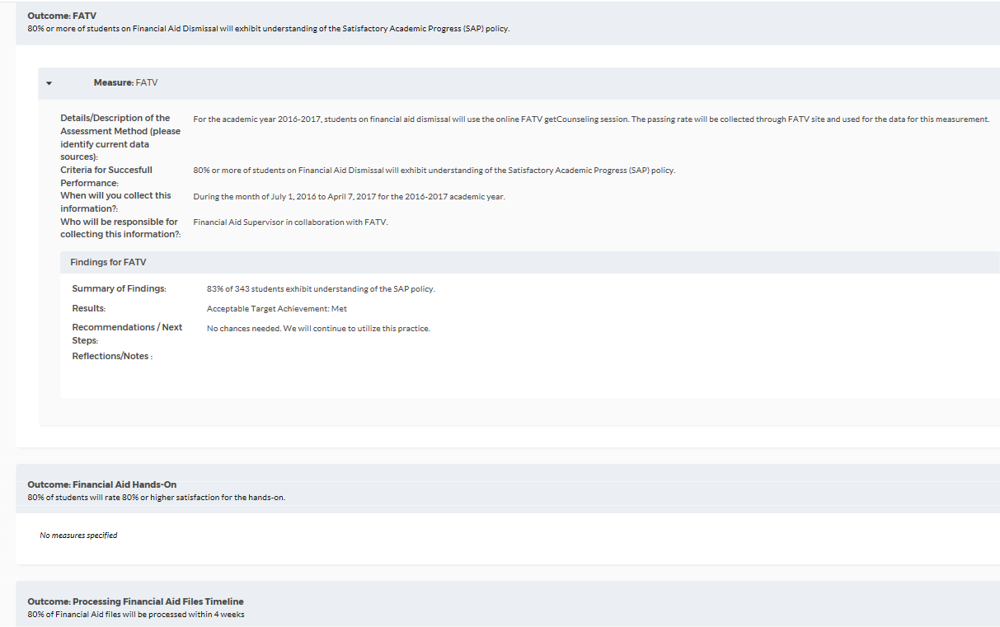 Outcome: FATV
80% or more of students on Financial Aid Dismissal will exhibit understanding of the Satisfactory Academic Progress (SAP) policy.
Measure: FATV
Details/Description of the
Assessment Method (please
identify current data
sources):
For the academic year 2016-2017, students on financial aid dismissal will use the online FATV getCounseling session. The passing rate will be collected through FATV site and used for the data for this measurement.
Criteria for Succesfull
Performance:
80% or more of students on Financial Aid Dismissal will exhibit understanding of the Satisfactory Academic Progress (SAP) policy.
When will you collect this
information?:
During the month of July 1, 2016 to April 7, 2017 for the 2016-2017 academic year.
Who will be responsible for
collecting this information?:
Financial Aid Supervisor in collaboration with FATV.
Findings for FATV
Summary of Findings:
83% of 343 students exhibit understanding of the SAP policy.
Results:
Acceptable Target Achievement: Met
Recommendations / Next
Steps:
No chances needed. We will continue to utilize this practice.
Reflections/Notes :
Outcome: Financial Aid Hands-On
80% of students will rate 80% or higher satisfaction for the hands-on.
No measures specified
Outcome: Processing Financial Aid Files Timeline
80% of Financial Aid files will be processed within 4 weeks